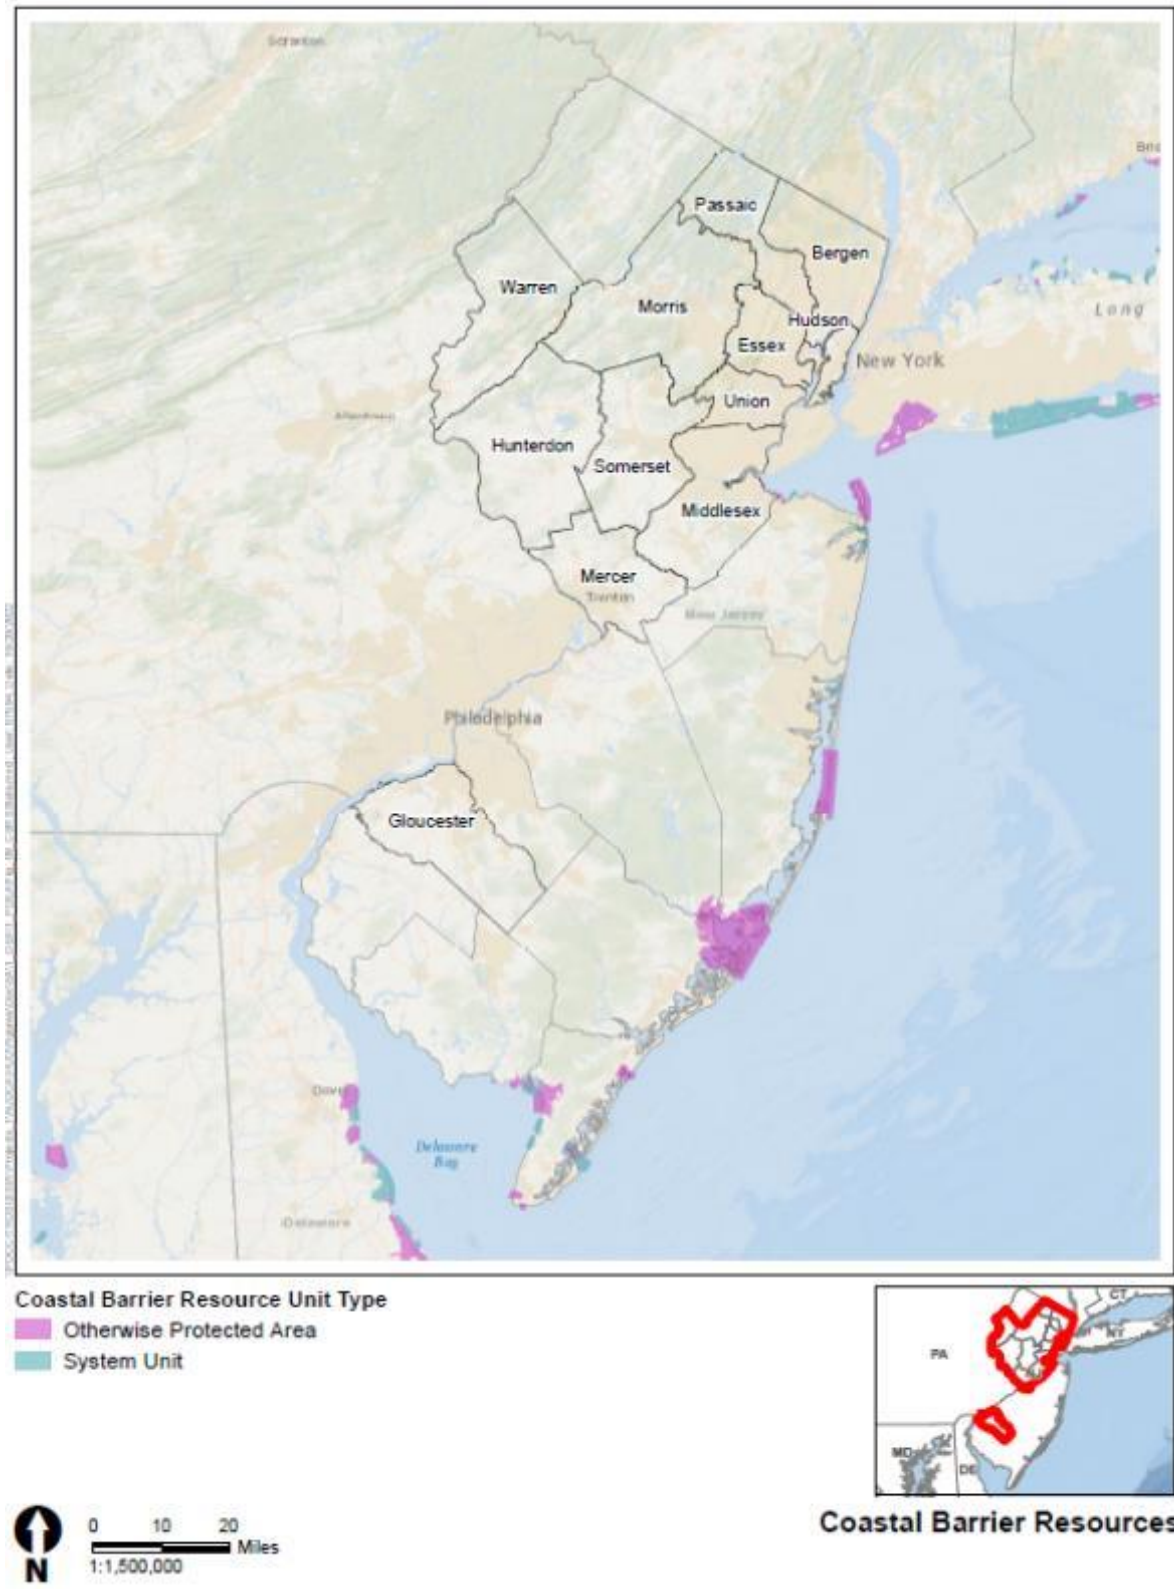 Scranton
Passaic
Bergen
Warren
Morris
Hudson
Long
Essex
New York
Union
Allentown
Hunterdon
Somerset
Middlesex
Mercer
Trenton
New Jersey
Philadelphia
Gloucester
Delaware
Bay
Delaware
Coastal Barrier Resource Unit Type
Otherwise Protected Area
System Unit
CT
NY
PA
MD
DE
Coastal Barrier Resources
0 10 20
Miles
1:1,500,000
N